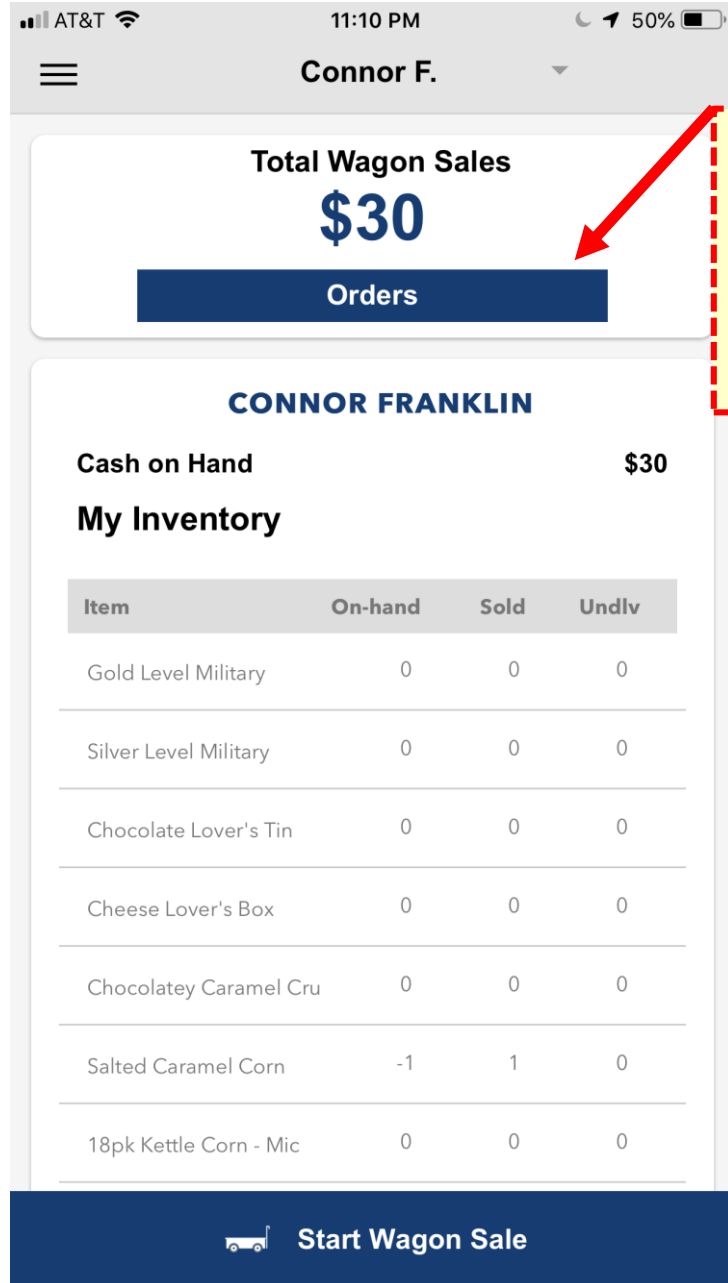 AT&T 11:10 PM 50%
Connor F.
Total Wagon Sales
$30
Orders
CONNOR FRANKLIN
Cash on Hand $30
My Inventory
Item On-hand Sold Undlv
Gold Level Military 0 0 0
Silver Level Military 0 0 0
Chocolate Lover's Tin 0 0 0
Cheese Lover's Box 0 0 0
Chocolatey Caramel Cru 0 0 0
Salted Caramel Corn -1 1 0
18pk Kettle Corn - Mic 0 0 0
Start Wagon Sale